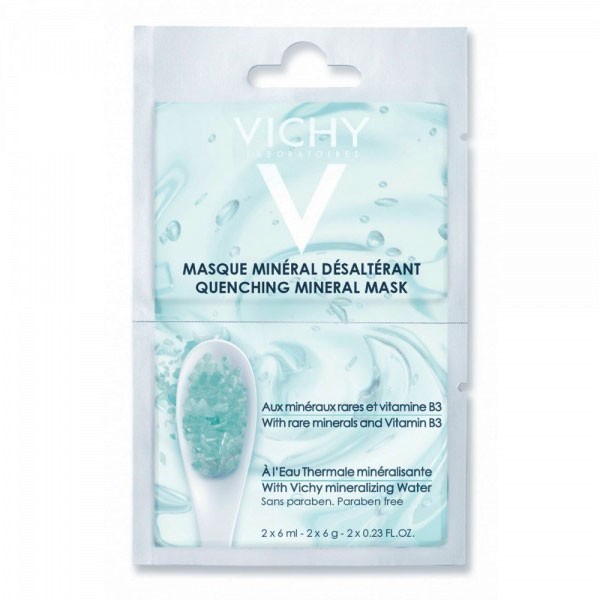 VICHY
LABORATOIRES
V
MASQUE MINÉRAL DÉSALTÉRANT
QUENCHING MINERAL MASK
Aux minéraux rares et vitamine B3
With rare minerals and Vitamin B3
À l'Eau Thermale minéralisante
With Vichy mineralizing Water
Sans paraben. Paraben free
2 x 6 ml - 2 x 6 g - 2 x 0.23 FL.OZ.